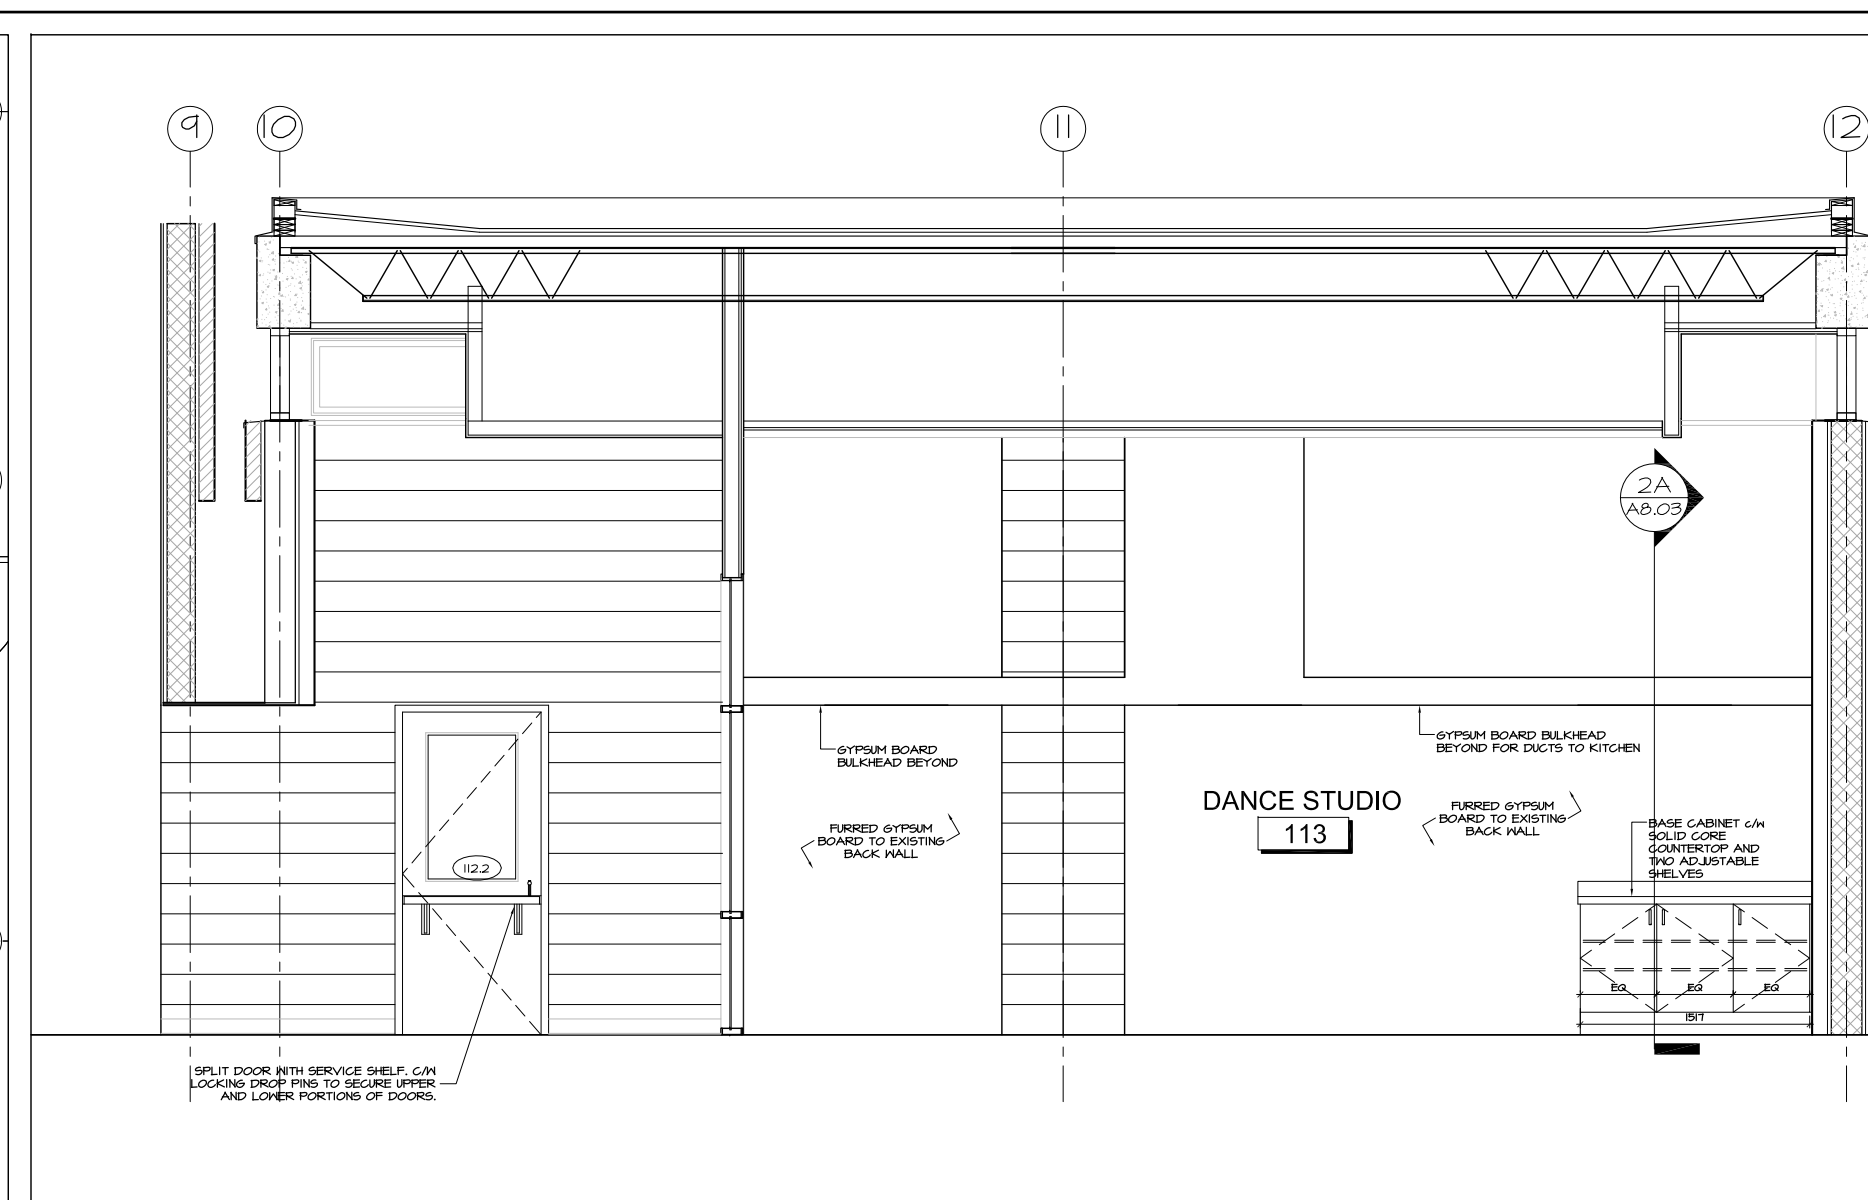 9
10
11
12
2A
A8.03
GYPSUM BOARD
BULKHEAD BEYOND
GYPSUM BOARD BULKHEAD
BEYOND FOR DUCTS TO KITCHEN
DANCE STUDIO
113
FURRED GYPSUM
BOARD TO EXISTING
BACK WALL
FURRED GYPSUM
BOARD TO EXISTING
BACK WALL
BASE CABINET C/W
SOLID CORE
COUNTERTOP AND
TWO ADJUSTABLE
SHELVES
112.2
EQ
EQ
EQ
1517
SPLIT DOOR WITH SERVICE SHELF. C/W
LOCKING DROP PINS TO SECURE UPPER
AND LOWER PORTIONS OF DOORS.